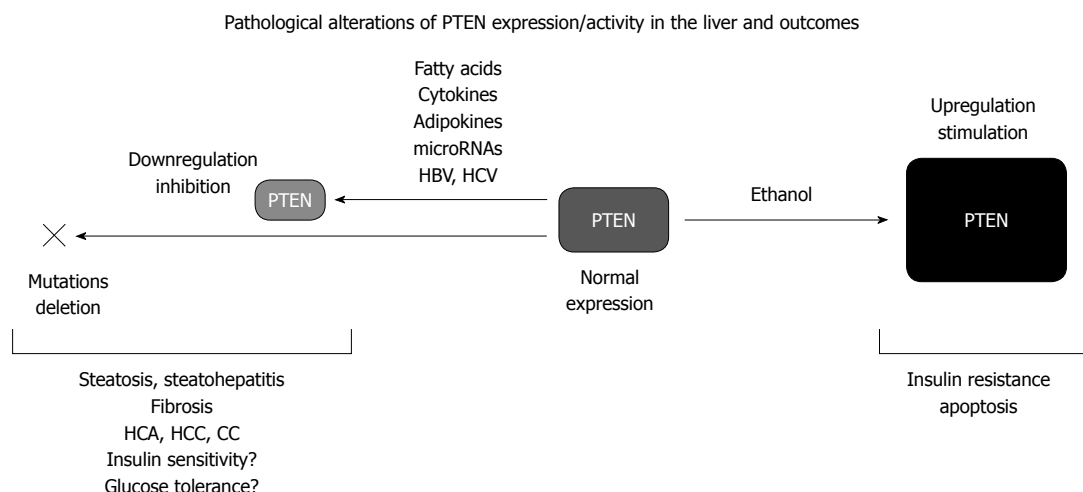 Pathological alterations of PTEN expression/activity in the liver and outcomes
Fatty acids
Cytokines
Adipokines
microRNAs
HBV, HCV
Downregulation
inhibition
PTEN
Mutations
deletion
PTEN
Normal
expression
Ethanol
Upregulation
stimulation
PTEN
Steatosis, steatohepatitis
Fibrosis
HCA, HCC, CC
Insulin sensitivity?
Glucose tolerance?
Insulin resistance
apoptosis